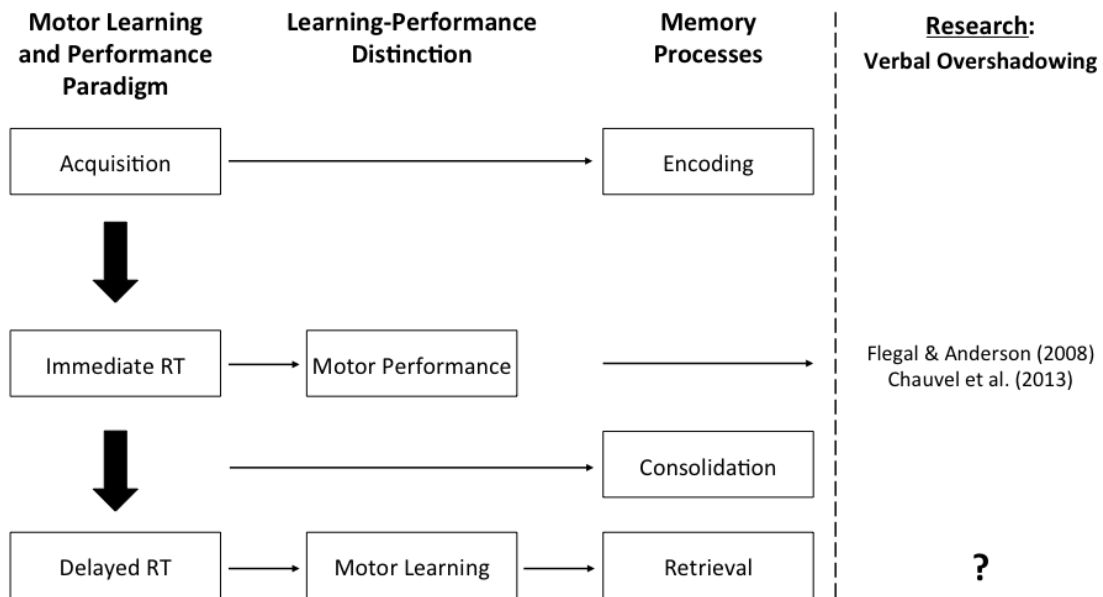 Motor Learning
and Performance
Paradigm
Learning-Performance
Distinction
Memory
Processes
Research:
Verbal Overshadowing
Acquisition
Encoding
Immediate RT
Motor Performance
Flegal & Anderson (2008)
Chauvel et al. (2013)
Consolidation
Delayed RT
Motor Learning
Retrieval
?